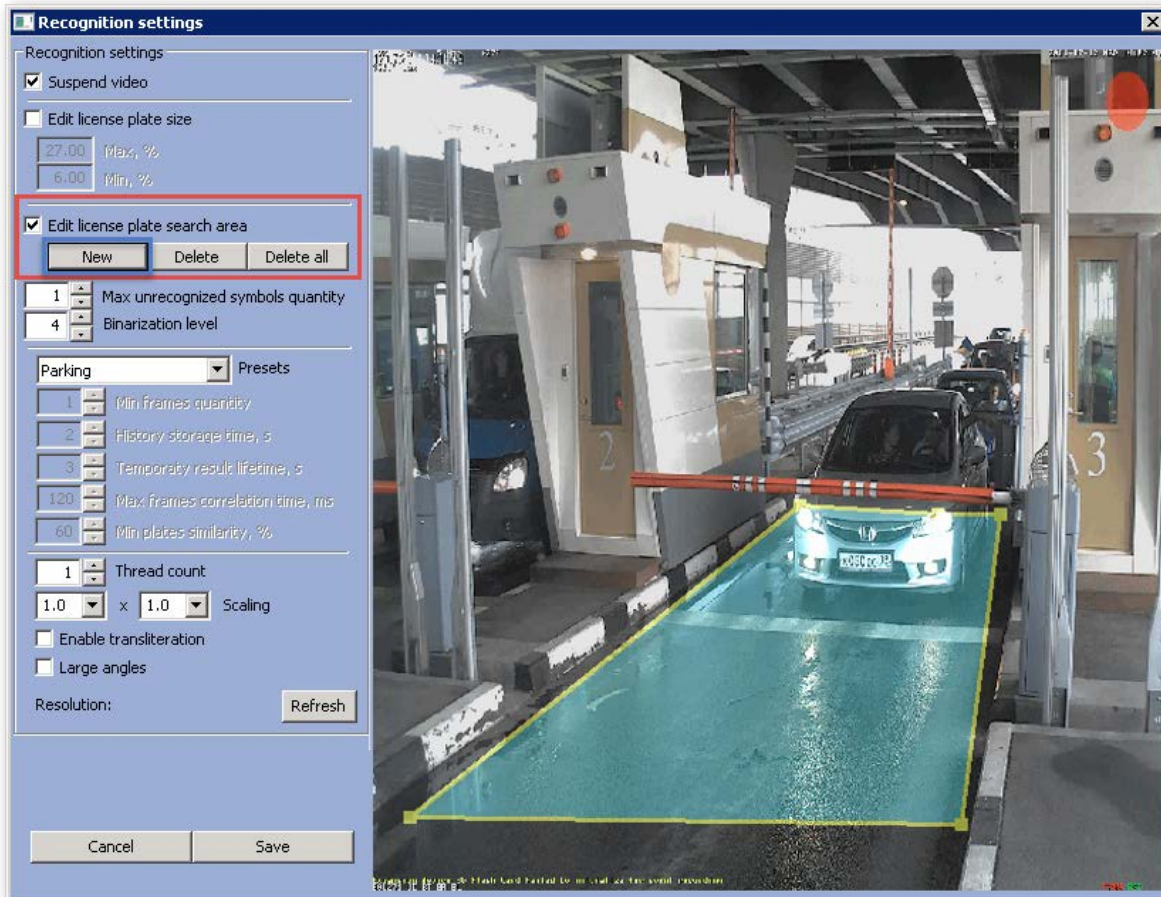 Recognition settings
Recognition settings
Suspend video
Edit license plate size
27.00 Max, %
6.00 Min, %
Edit license plate search area
New Delete Delete all
1 Max unrecognized symbols quantity
4 Binarization level
Parking Presets
1 Min frames quantity
2 History storage time, s
3 Temporaty result lifetime, s
120 Max frames correlation time, ms
60 Min plates similarity, %
1 Thread count
1.0 x 1.0 Scaling
Enable transliteration
Large angles
Resolution: Refresh
Cancel Save
2
3